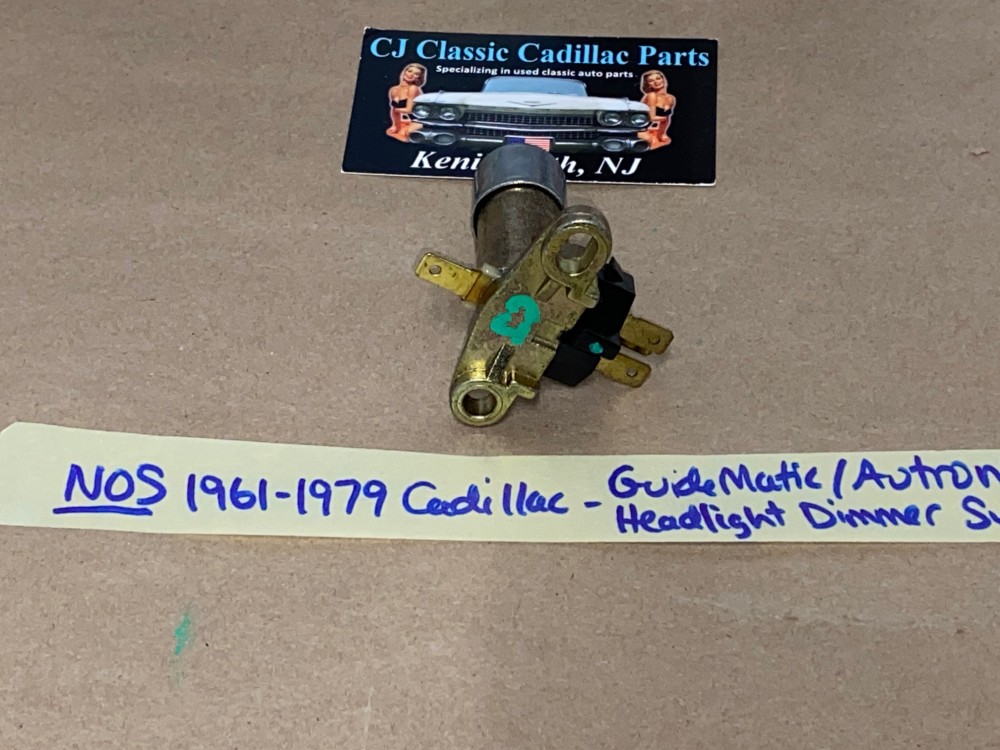 CJ Classic Cadillac Parts
Specializing in used classic auto parts
NJ
NOS 1961-1979 Cadillac - GuideMatic/Autron
Headlight Dimmer